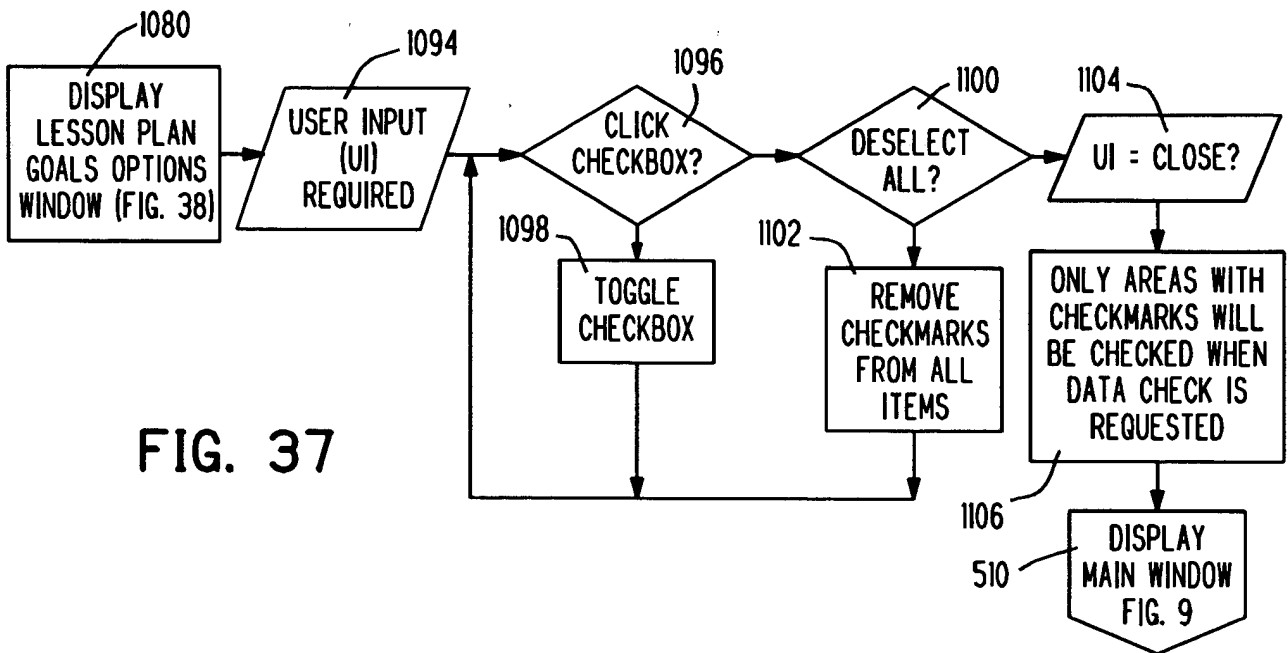 1080
DISPLAY
LESSON PLAN
GOALS OPTIONS
WINDOW (FIG. 38)
1094
USER INPUT
(UI)
REQUIRED
1096
CLICK
CHECKBOX?
1098
TOGGLE
CHECKBOX
1100
DESELECT
ALL?
1102
REMOVE
CHECKMARKS
FROM ALL
ITEMS
1104
UI = CLOSE?
ONLY AREAS WITH
CHECKMARKS WILL
BE CHECKED WHEN
DATA CHECK IS
REQUESTED
1106
510
DISPLAY
MAIN WINDOW
FIG. 9
FIG. 37